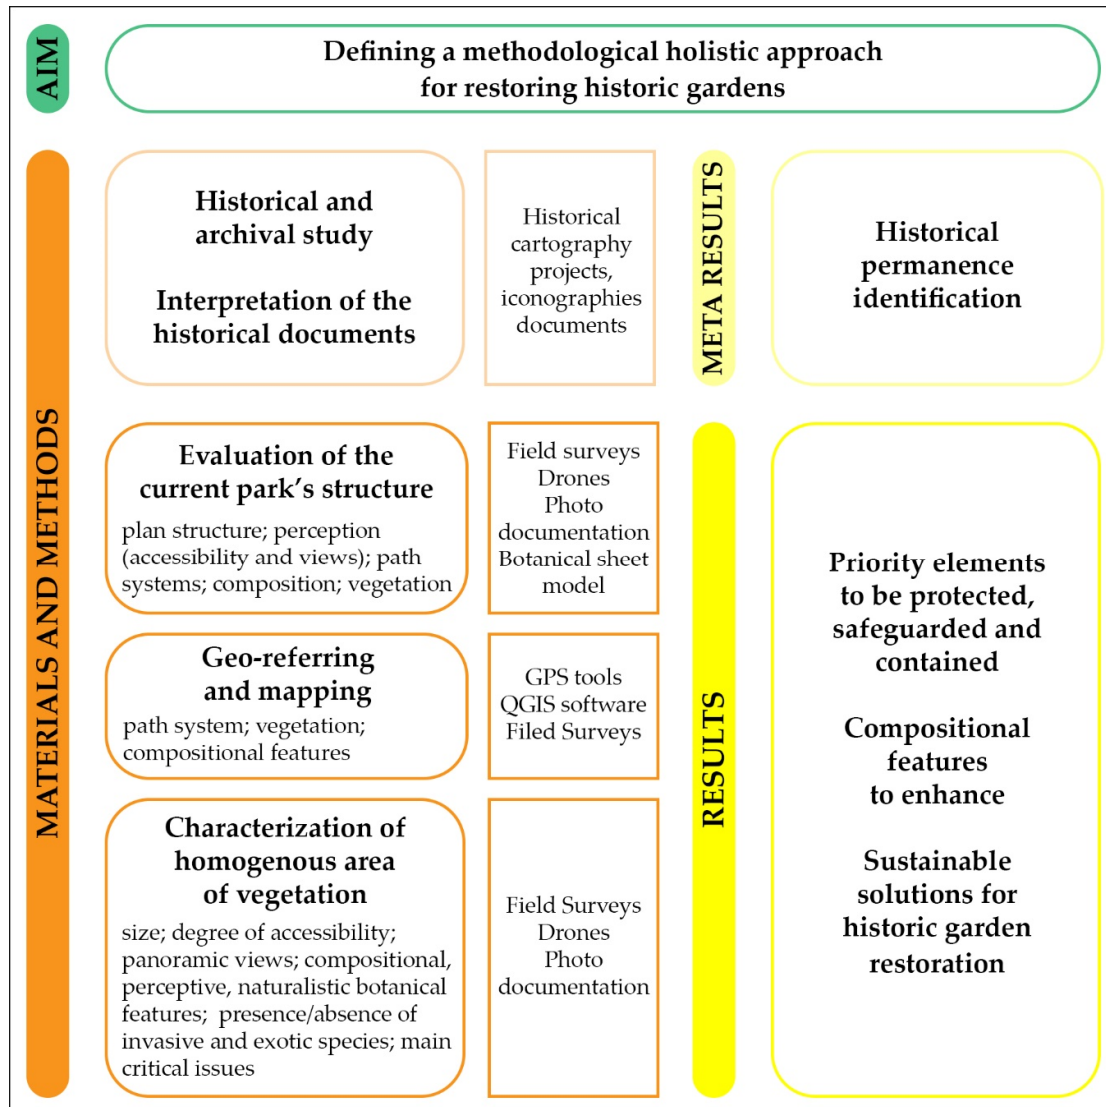 AIM
Defining a methodological holistic approach
for restoring historic gardens
MATERIALS AND METHODS
Historical and
archival study
Interpretation of the
historical documents
Historical
cartography
projects,
iconographies
documents
META RESULTS
Historical
permanence
identification
Evaluation of the
current park’s structure
plan structure; perception
(accessibility and views); path
systems; composition; vegetation
Field surveys
Drones
Photo
documentation
Botanical sheet
model
Geo-referring
and mapping
path system; vegetation;
compositional features
GPS tools
QGIS software
Filed Surveys
Characterization of
homogenous area
of vegetation
size; degree of accessibility;
panoramic views; compositional,
perceptive, naturalistic botanical
features;  presence/absence of
invasive and exotic species; main
critical issues
Field Surveys
Drones
Photo
documentation
RESULTS
Priority elements
to be protected,
safeguarded and
contained
Compositional
features
to enhance
Sustainable
solutions for
historic garden
restoration